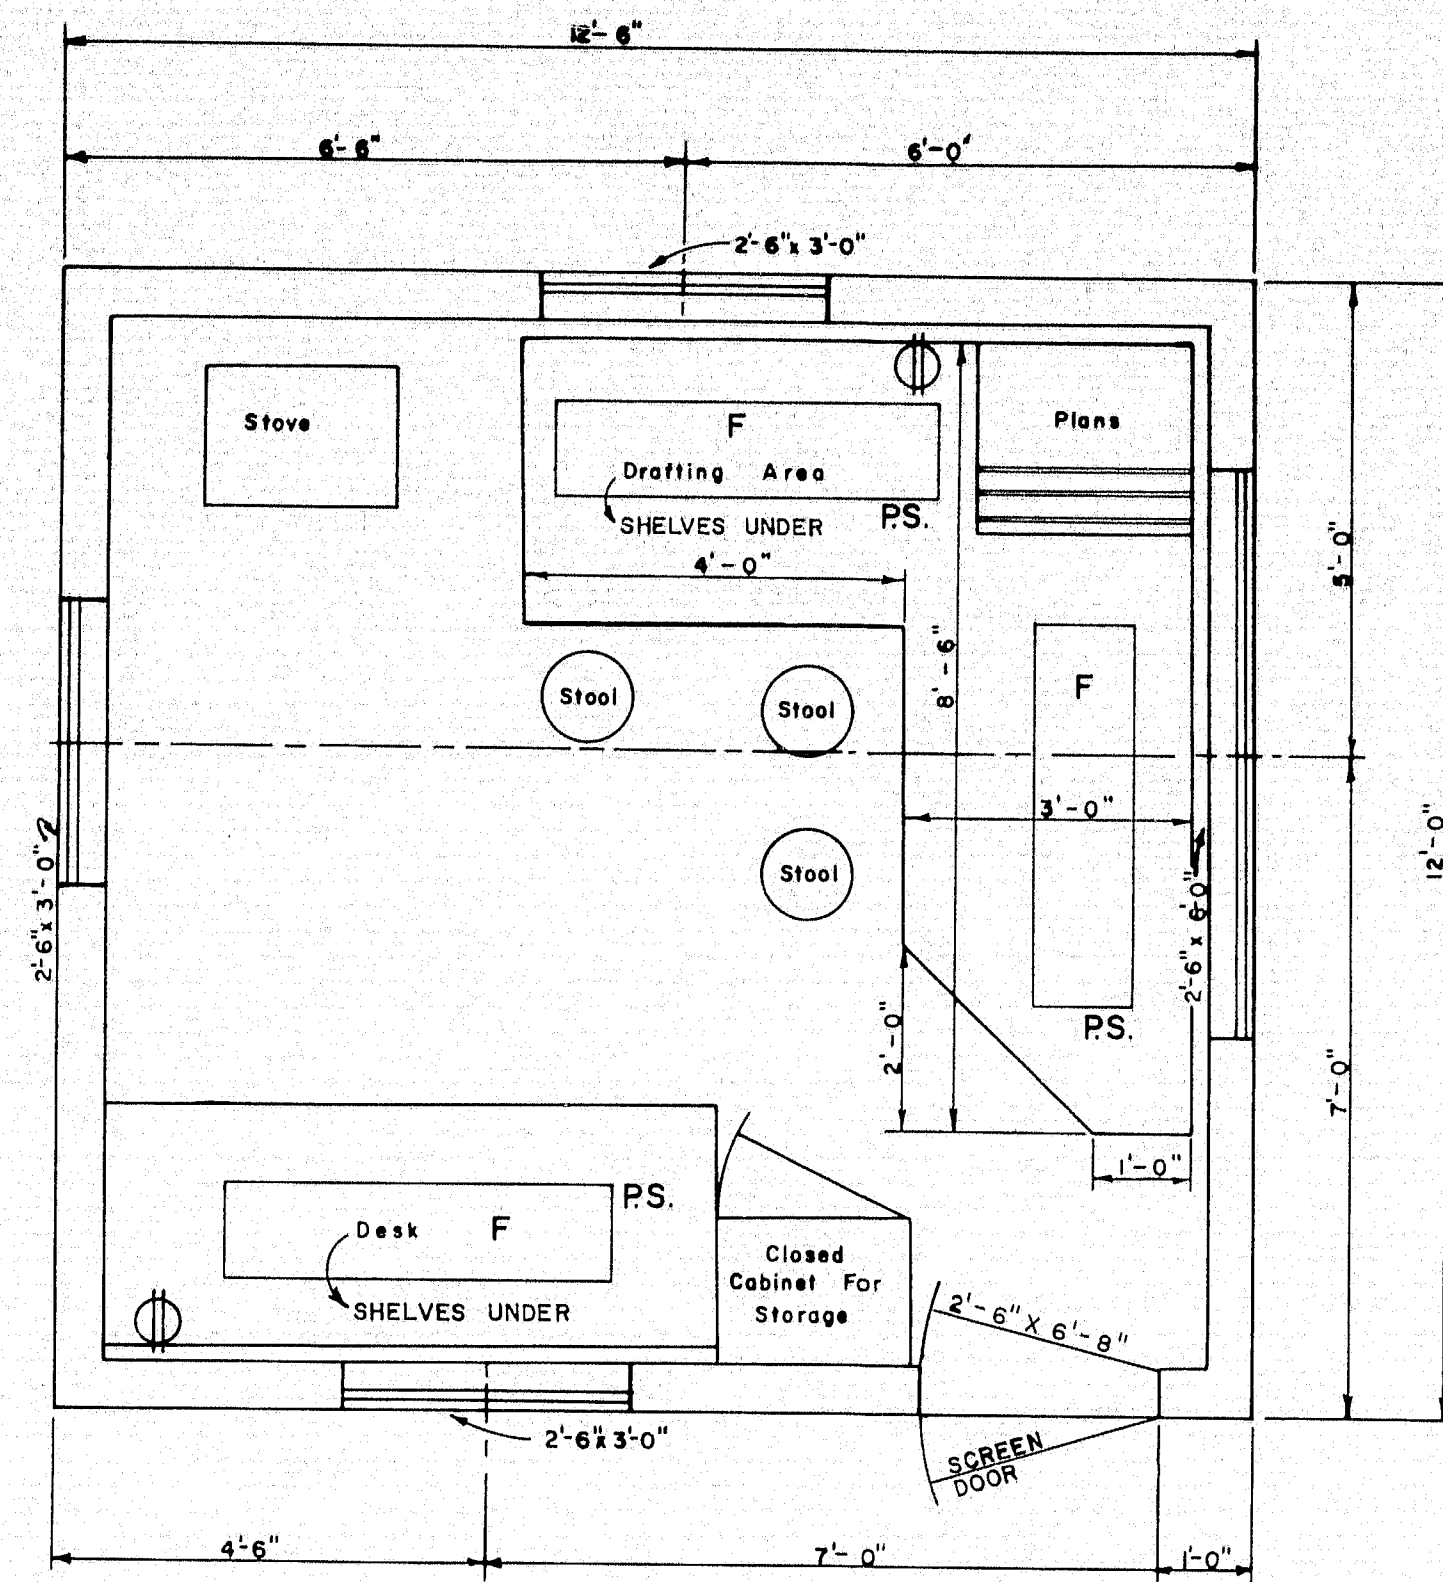 12'-6"
6'-6"
6'-0"
2'-6"x 3'-0"
Stove
F
Drafting Area
SHELVES UNDER
P.S.
4'-0"
Plans
5'-0"
8'-6"
F
Stool
Stool
Stool
3'-0"
2'-6"x 3'-0"
2'-6" x 6'-0"
12'-0"
2'-0"
P.S.
7'-0"
1'-0"
P.S.
Desk F
SHELVES UNDER
Closed
Cabinet For
Storage
2'-6" X 6'-8"
2'-6"x 3'-0"
SCREEN
DOOR
4'-6"
7'-0"
1'-0"